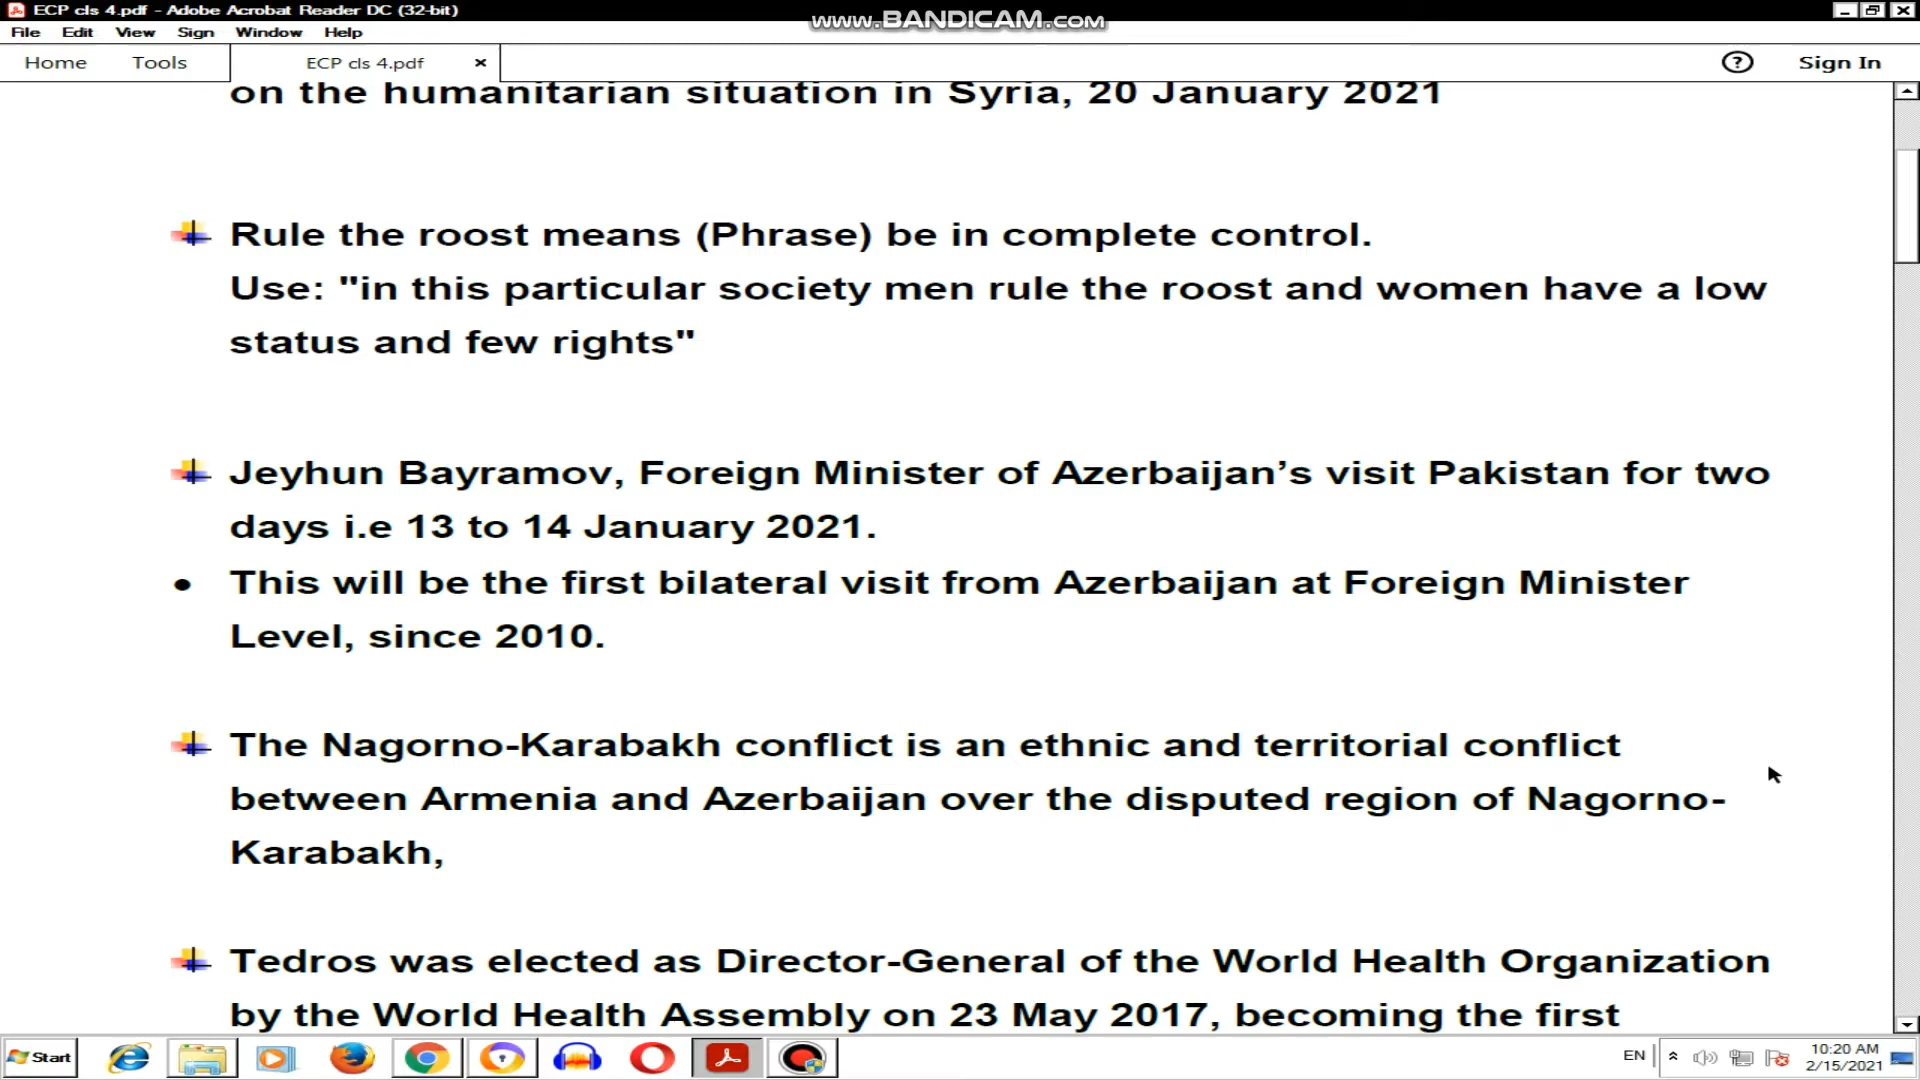 ECP cls 4.pdf - Adobe Acrobat Reader DC (32-bit)
www.BANDICAM.com
File Edit View Sign Window Help
Home Tools ECP cls 4.pdf × ? Sign In
on the humanitarian situation in Syria, 20 January 2021
Rule the roost means (Phrase) be in complete control.
Use: "in this particular society men rule the roost and women have a low
status and few rights"
Jeyhun Bayramov, Foreign Minister of Azerbaijan’s visit Pakistan for two
days i.e 13 to 14 January 2021.
• This will be the first bilateral visit from Azerbaijan at Foreign Minister
Level, since 2010.
The Nagorno-Karabakh conflict is an ethnic and territorial conflict
between Armenia and Azerbaijan over the disputed region of Nagorno-
Karabakh,
Tedros was elected as Director-General of the World Health Organization
by the World Health Assembly on 23 May 2017, becoming the first
Start EN 10:20 AM
2/15/2021